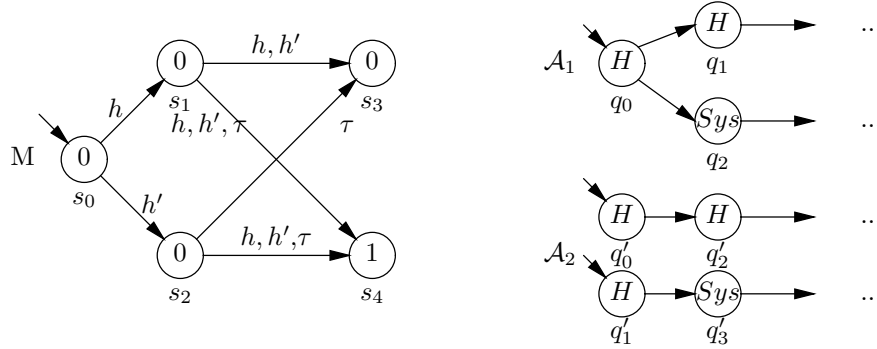 M
0
s₀
h
h'
0
s₁
0
s₂
h, h'
h, h', τ
τ
h, h',τ
0
s₃
1
s₄
𝒜₁
H
q₀
H
q₁
..
Sys
q₂
..
𝒜₂
H
q'₀
H
q'₂
..
H
q'₁
Sys
q'₃
..